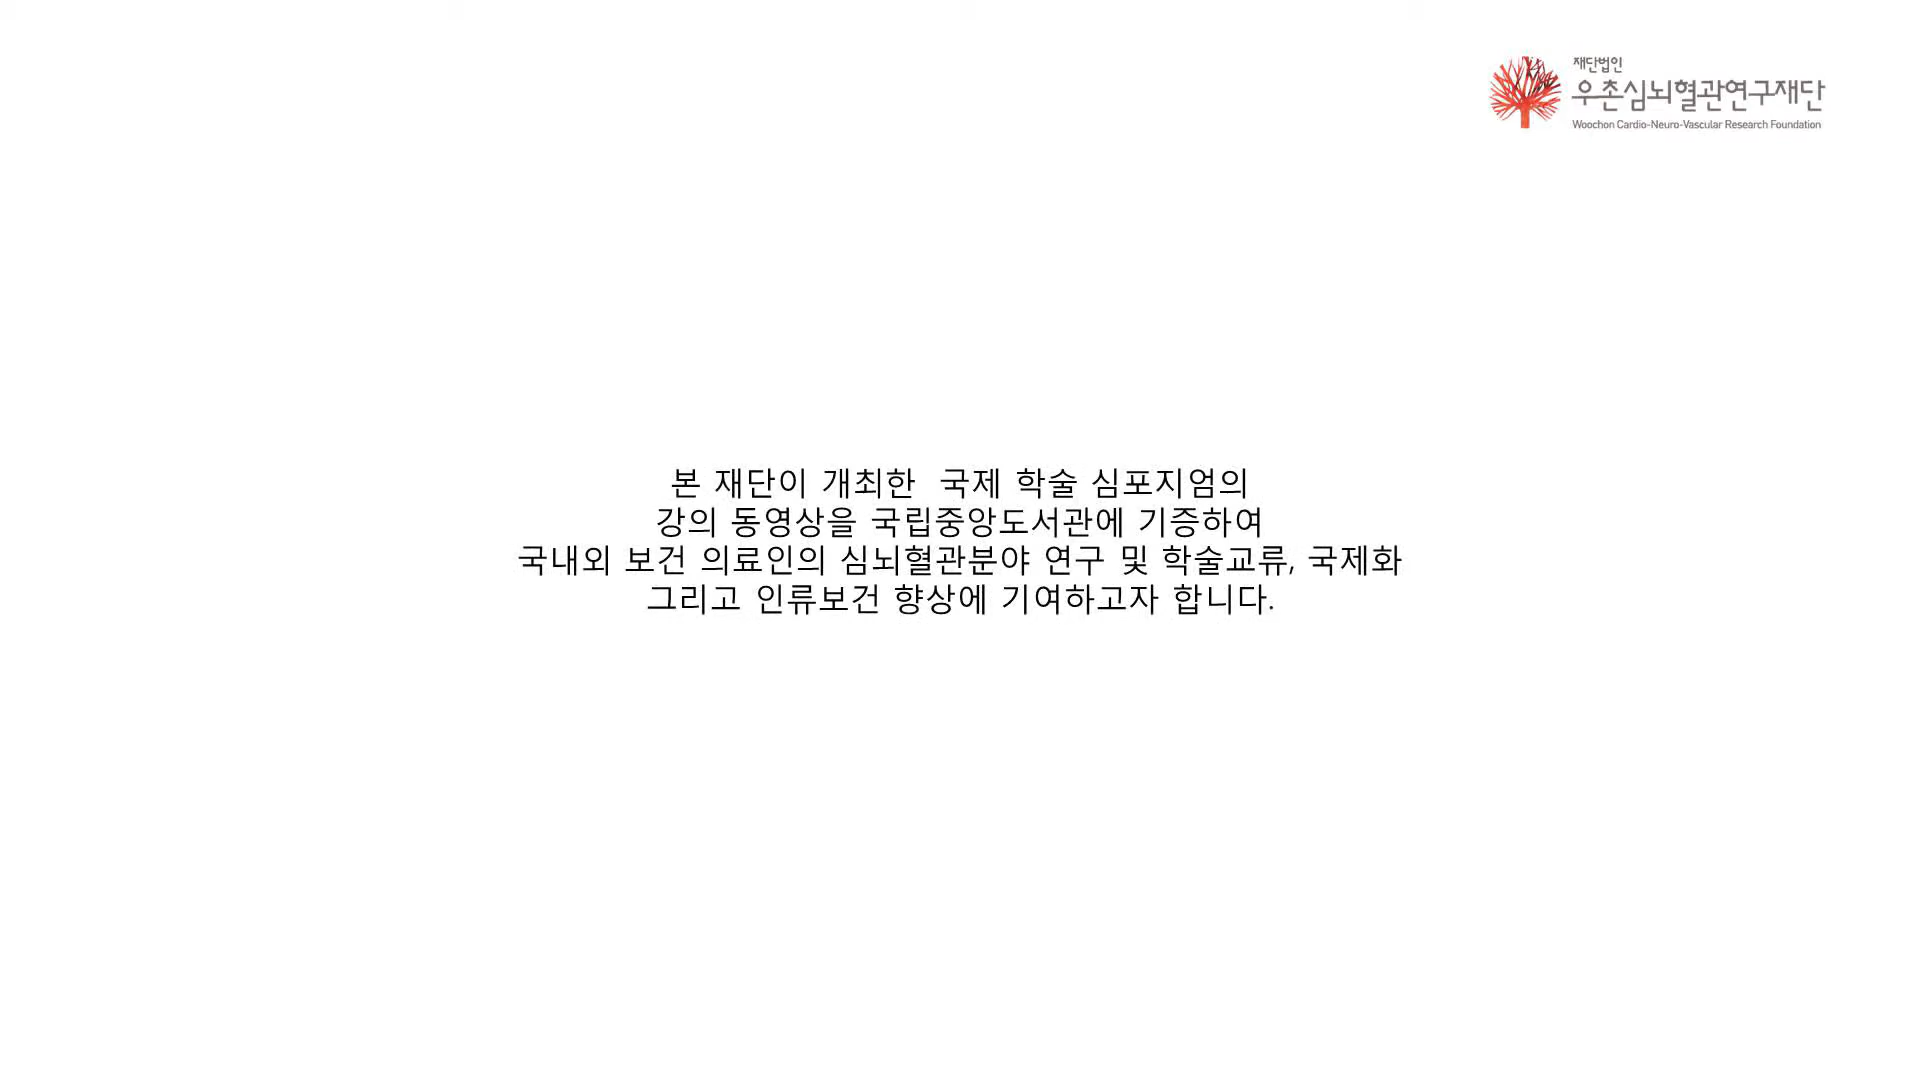 재단법인
우촌심뇌혈관연구재단
Woochon Cardio-Neuro-Vascular Research Foundation
본 재단이 개최한  국제 학술 심포지엄의
강의 동영상을 국립중앙도서관에 기증하여
국내외 보건 의료인의 심뇌혈관분야 연구 및 학술교류, 국제화
그리고 인류보건 향상에 기여하고자 합니다.